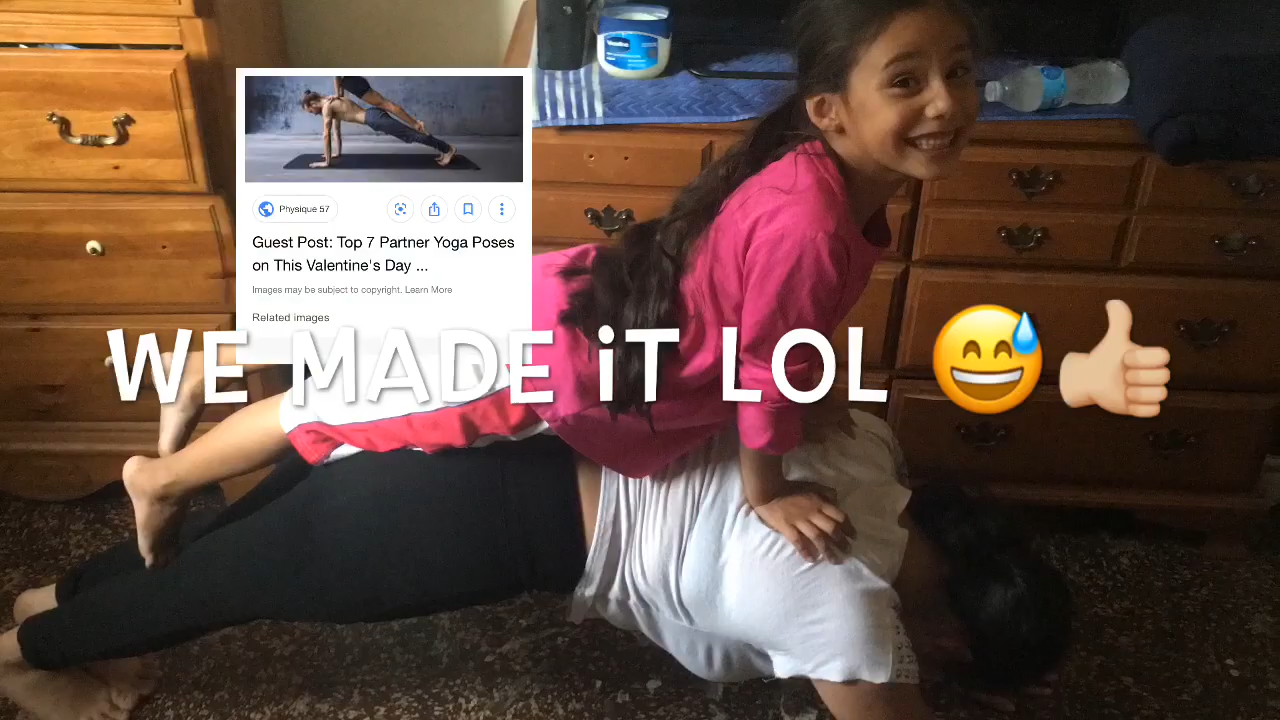 Vaseline
Physique 57
Guest Post: Top 7 Partner Yoga Poses
on This Valentine's Day ...
Images may be subject to copyright. Learn More
Related images
WE MADE iT LOL 😅👍🏻